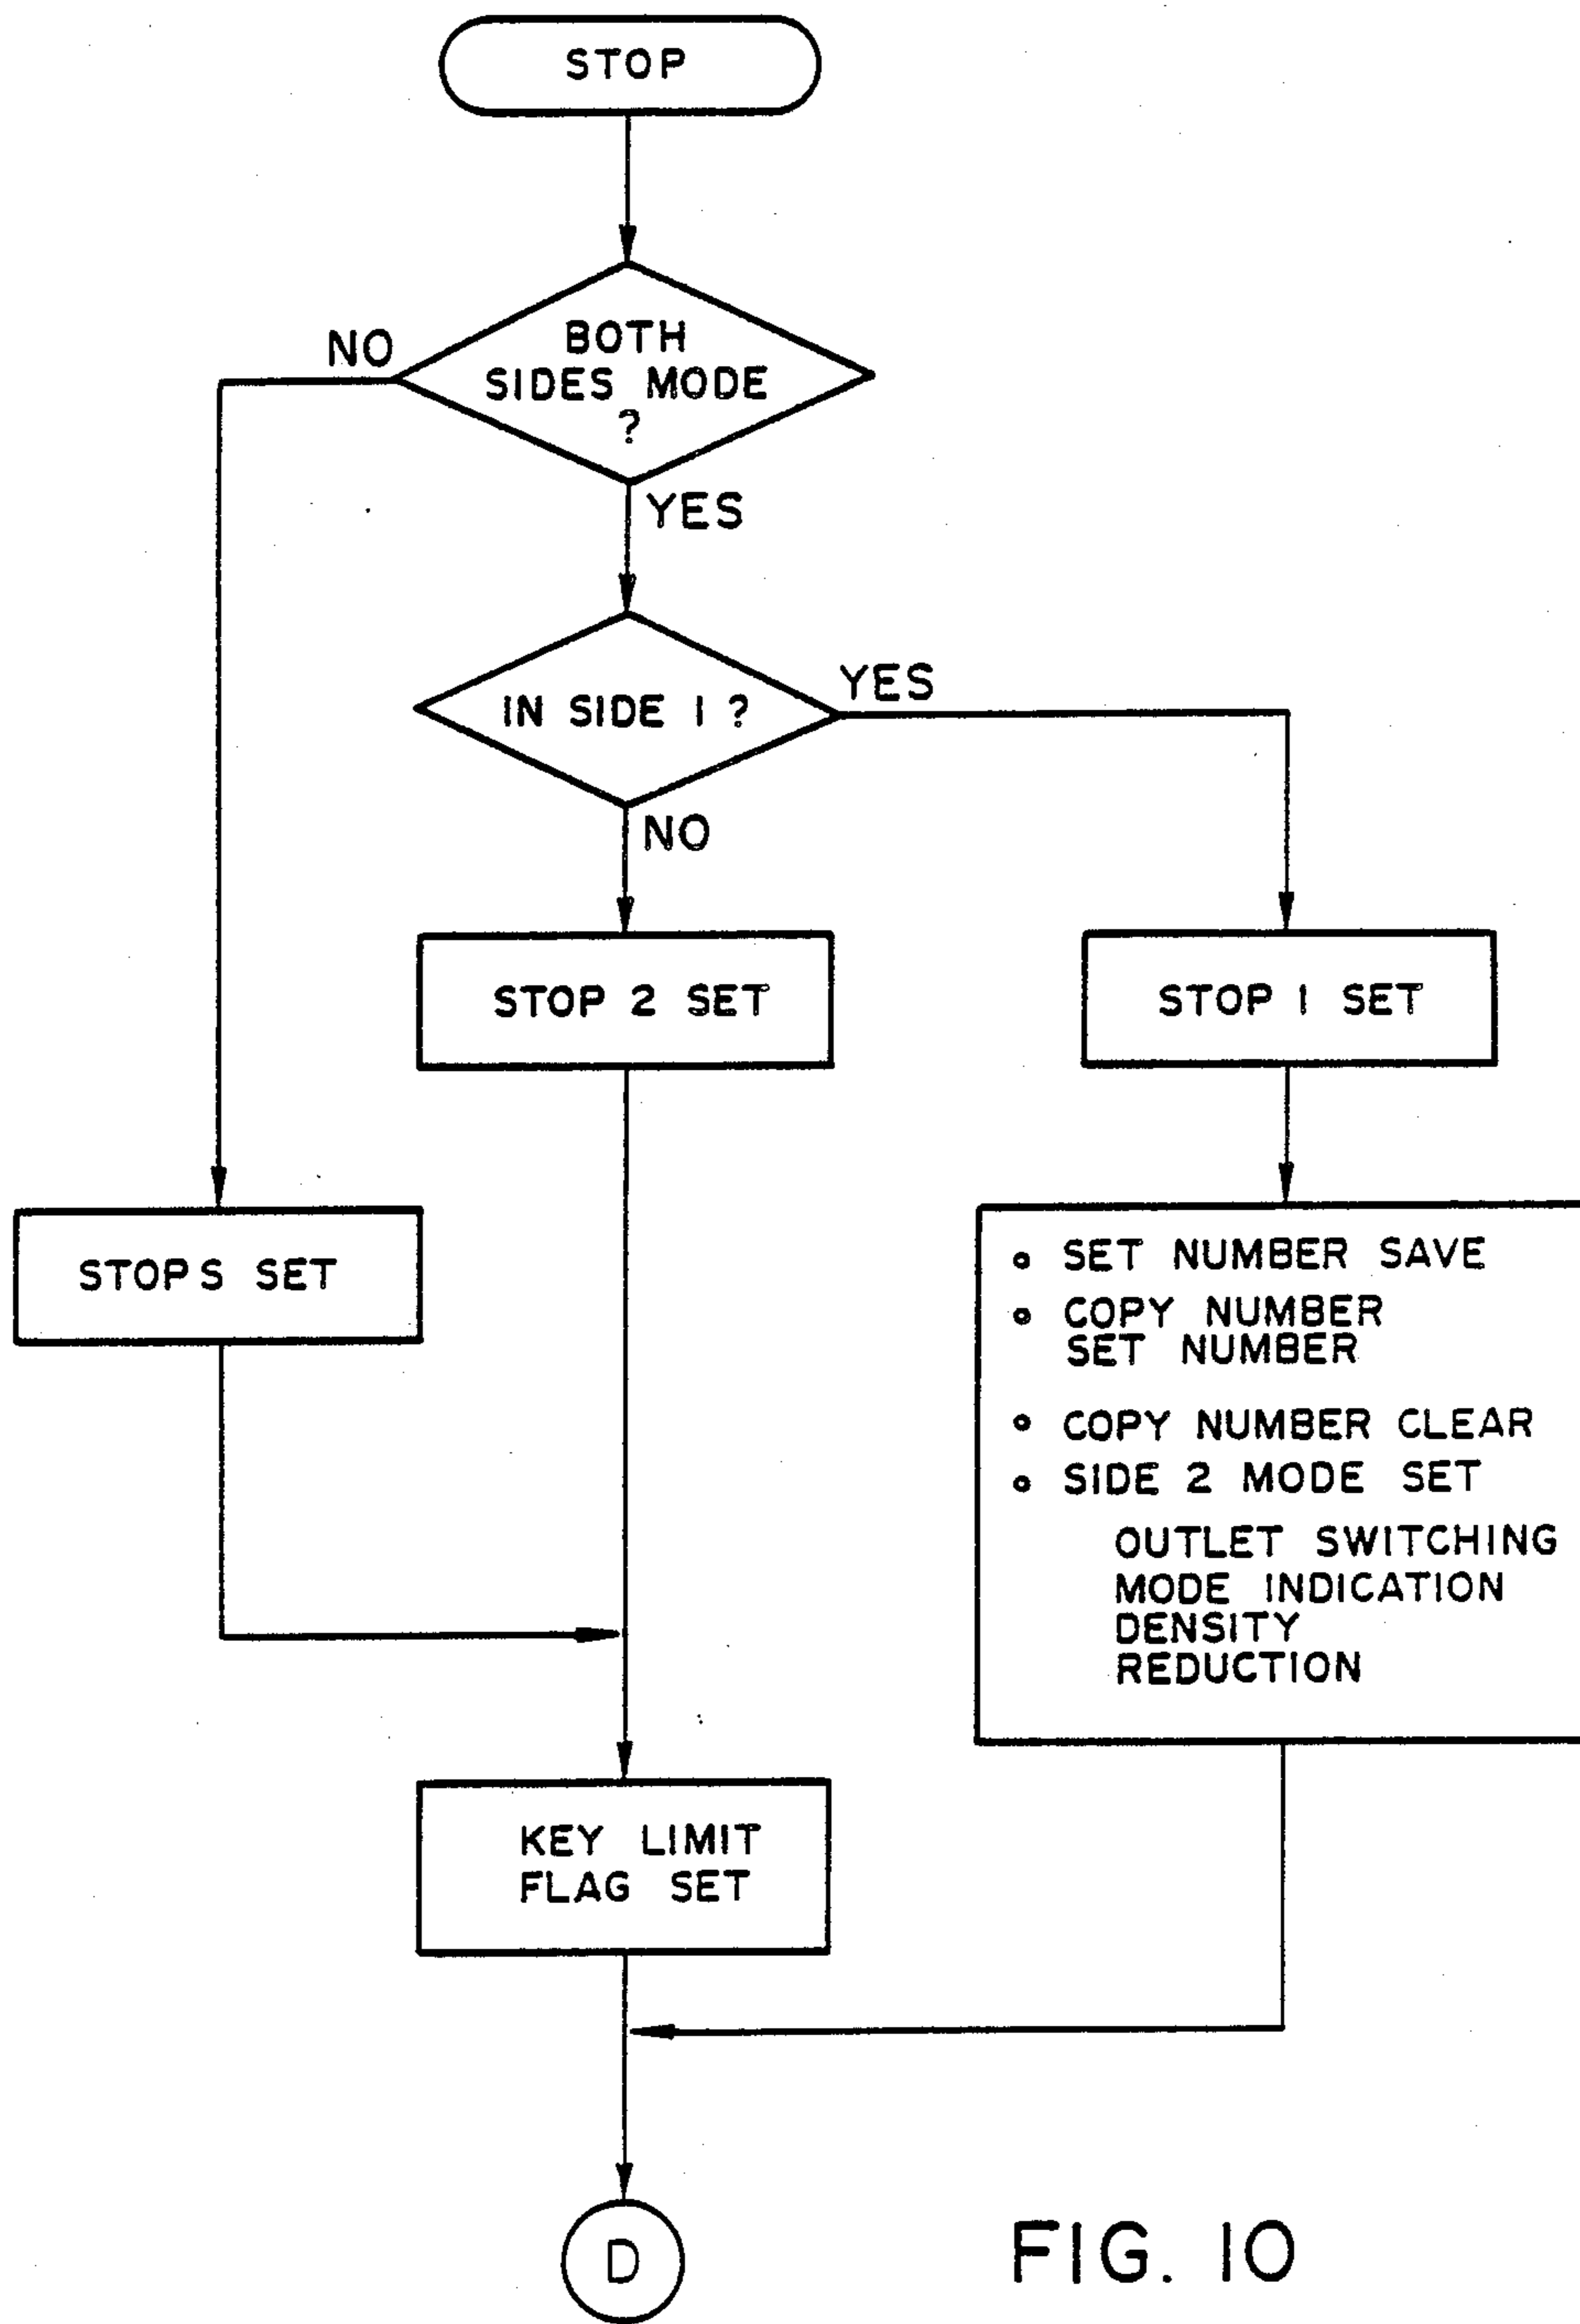 STOP
NO
BOTH
SIDES MODE
?
YES
IN SIDE 1 ?
YES
NO
STOP 2 SET
STOP 1 SET
STOPS SET
• SET NUMBER SAVE
• COPY NUMBER
SET NUMBER
• COPY NUMBER CLEAR
• SIDE 2 MODE SET
OUTLET SWITCHING
MODE INDICATION
DENSITY
REDUCTION
KEY LIMIT
FLAG SET
D
FIG. 10